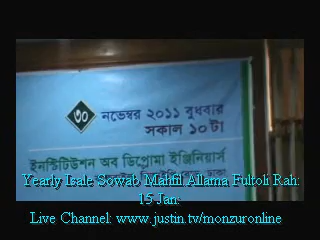 ৩০ নভেম্বর ২০১১ বুধবার
সকাল ১০টা
ইনস্টিটিউশন অব ডিপ্লোমা ইঞ্জিনিয়ার্স
Yearly Isale Sowab Mahfil Allama Fultoli Rah:
15 Jan:
Live Channel: www.justin.tv/monzuronline